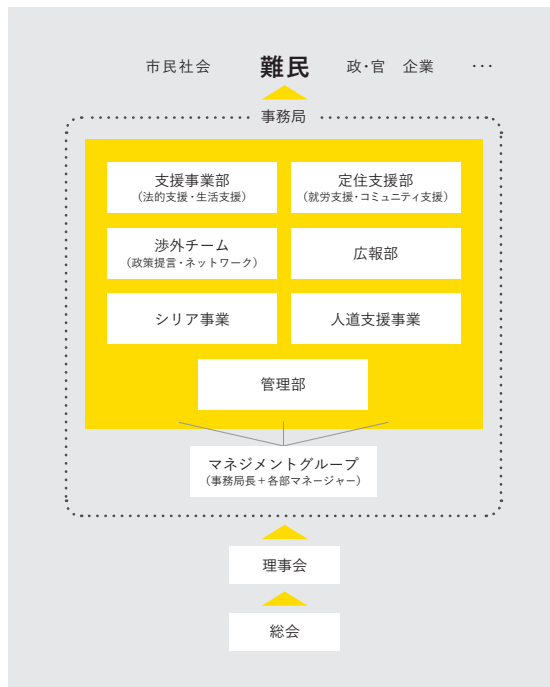 市民社会 難民 政・官 企業 ・・・
事務局
支援事業部 定住支援部
(法的支援・生活支援) (就労支援・コミュニティ支援)
渉外チーム 広報部
(政策提言・ネットワーク)
シリア事業 人道支援事業
管理部
マネジメントグループ
(事務局長+各部マネージャー)
理事会
総会